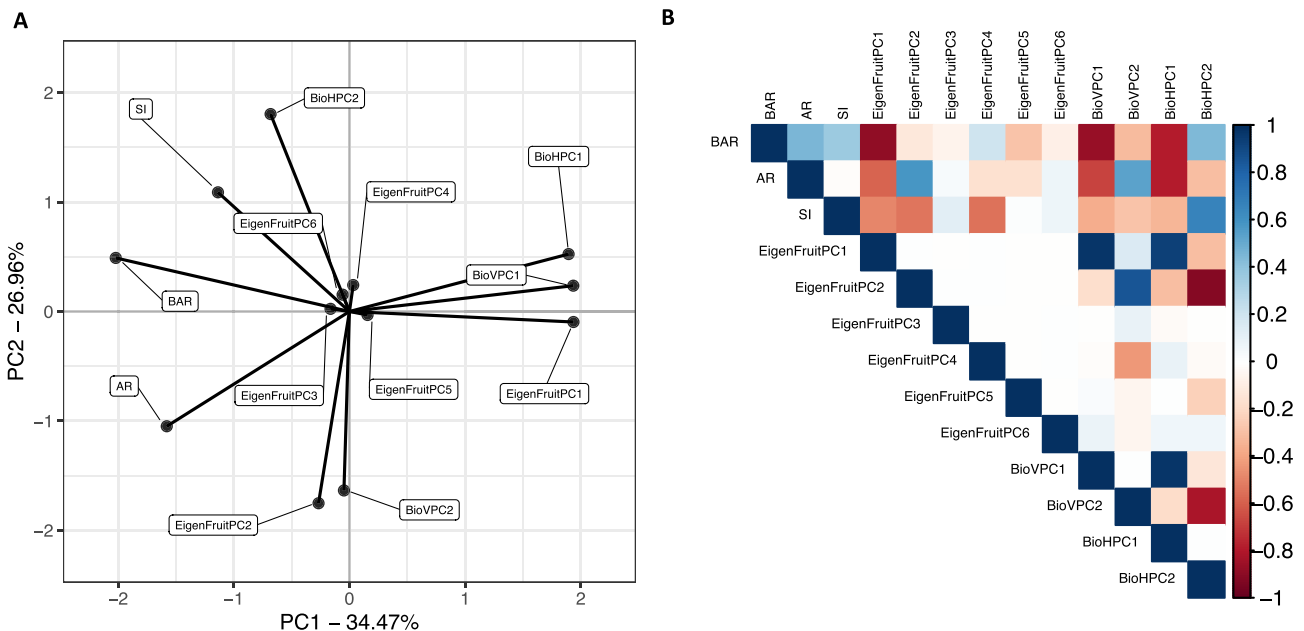 A
B
BioHPC2
SI
BioHPC1
EigenFruitPC4
EigenFruitPC6
BioVPC1
BAR
AR
EigenFruitPC3
EigenFruitPC5
EigenFruitPC1
BioVPC2
EigenFruitPC2
2
1
0
−1
−2
PC2 − 26.96%
−2
−1
0
1
2
PC1 − 34.47%
BAR
AR
SI
EigenFruitPC1
EigenFruitPC2
EigenFruitPC3
EigenFruitPC4
EigenFruitPC5
EigenFruitPC6
BioVPC1
BioVPC2
BioHPC1
BioHPC2
BAR
AR
SI
EigenFruitPC1
EigenFruitPC2
EigenFruitPC3
EigenFruitPC4
EigenFruitPC5
EigenFruitPC6
BioVPC1
BioVPC2
BioHPC1
BioHPC2
1
0.8
0.6
0.4
0.2
0
−0.2
−0.4
−0.6
−0.8
−1